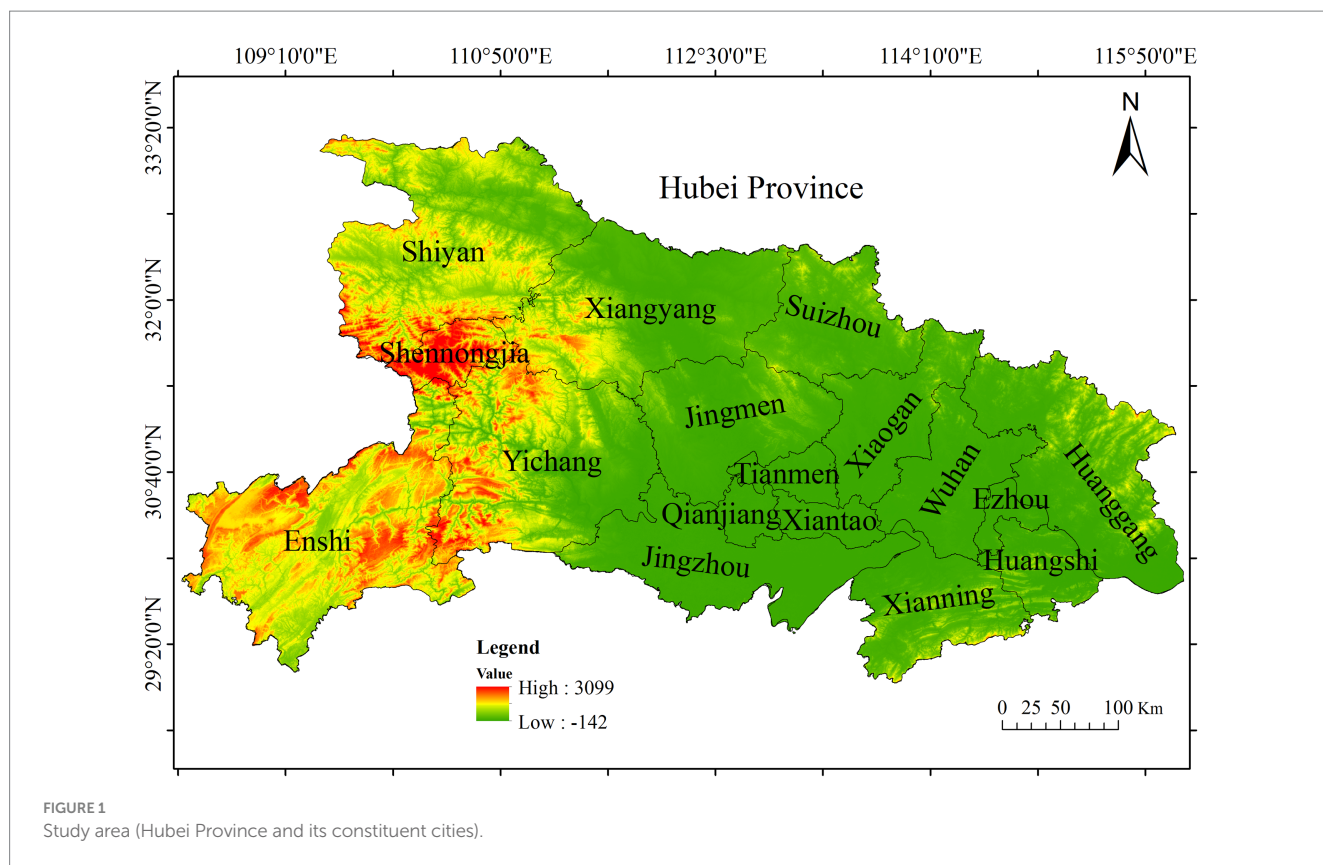 109°10'0"E 110°50'0"E 112°30'0"E 114°10'0"E 115°50'0"E
33°20'0"N
32°0'0"N
30°40'0"N
29°20'0"N
N
Hubei Province
Shiyan
Xiangyang
Suizhou
Shennongjia
Jingmen
Xiaogan
Yichang
Tianmen
Wuhan
Huanggang
Ezhou
Qianjiang
Xiantao
Enshi
Jingzhou
Huangshi
Xianning
Legend
Value
High : 3099
Low : -142
0 25 50 100 Km
FIGURE 1
Study area (Hubei Province and its constituent cities).